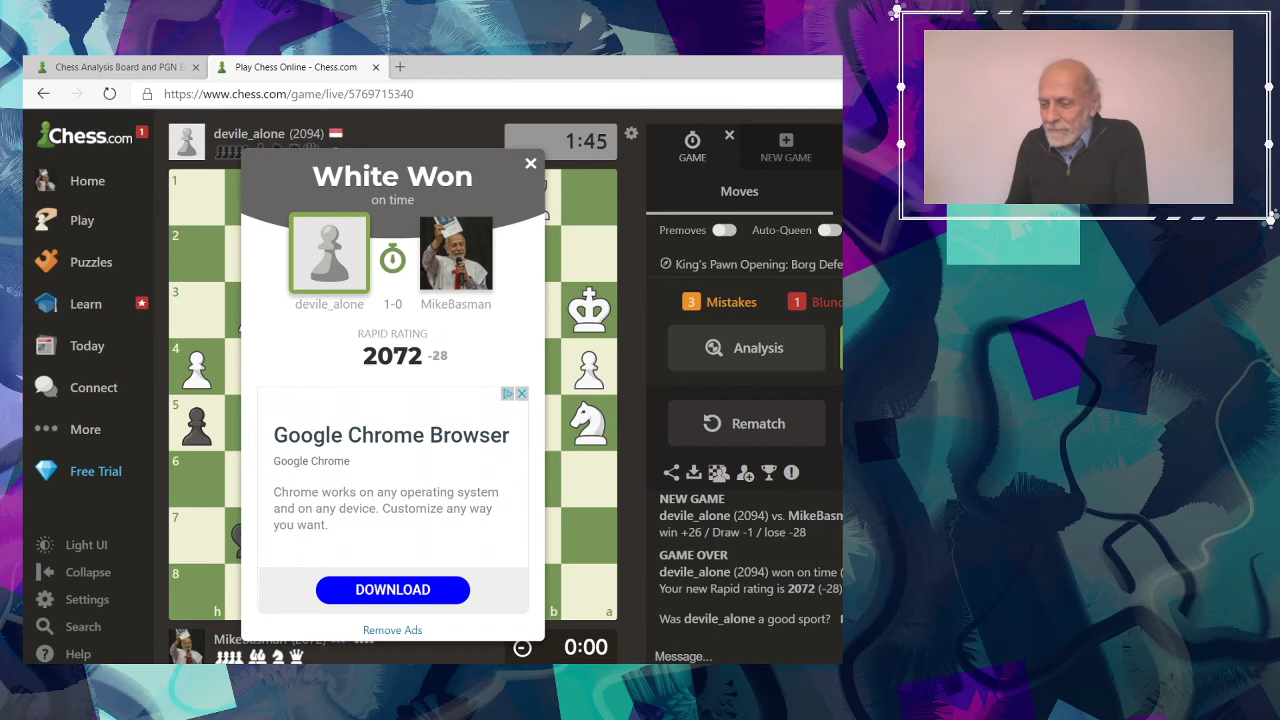 Chess Analysis Board and PGN E
Play Chess Online - Chess.com
https://www.chess.com/game/live/5769715340
Chess.com
1
Home
Play
Puzzles
Learn
Today
Connect
More
Free Trial
Light UI
Collapse
Settings
Search
Help
devile_alone (2094)
1:45
1
2
3
4
5
6
7
8
h
b
a
White Won
on time
devile_alone
1-0
MikeBasman
RAPID RATING
2072 -28
Google Chrome Browser
Google Chrome
Chrome works on any operating system
and on any device. Customize any way
you want.
DOWNLOAD
Remove Ads
MikeBasman (2072)
0:00
GAME
NEW GAME
Moves
Premoves
Auto-Queen
King's Pawn Opening: Borg Defe
3 Mistakes
1 Blun
Analysis
Rematch
NEW GAME
devile_alone (2094) vs. MikeBasm
win +26 / Draw -1 / lose -28
GAME OVER
devile_alone (2094) won on time (
Your new Rapid rating is 2072 (-28)
Was devile_alone a good sport?
Message...